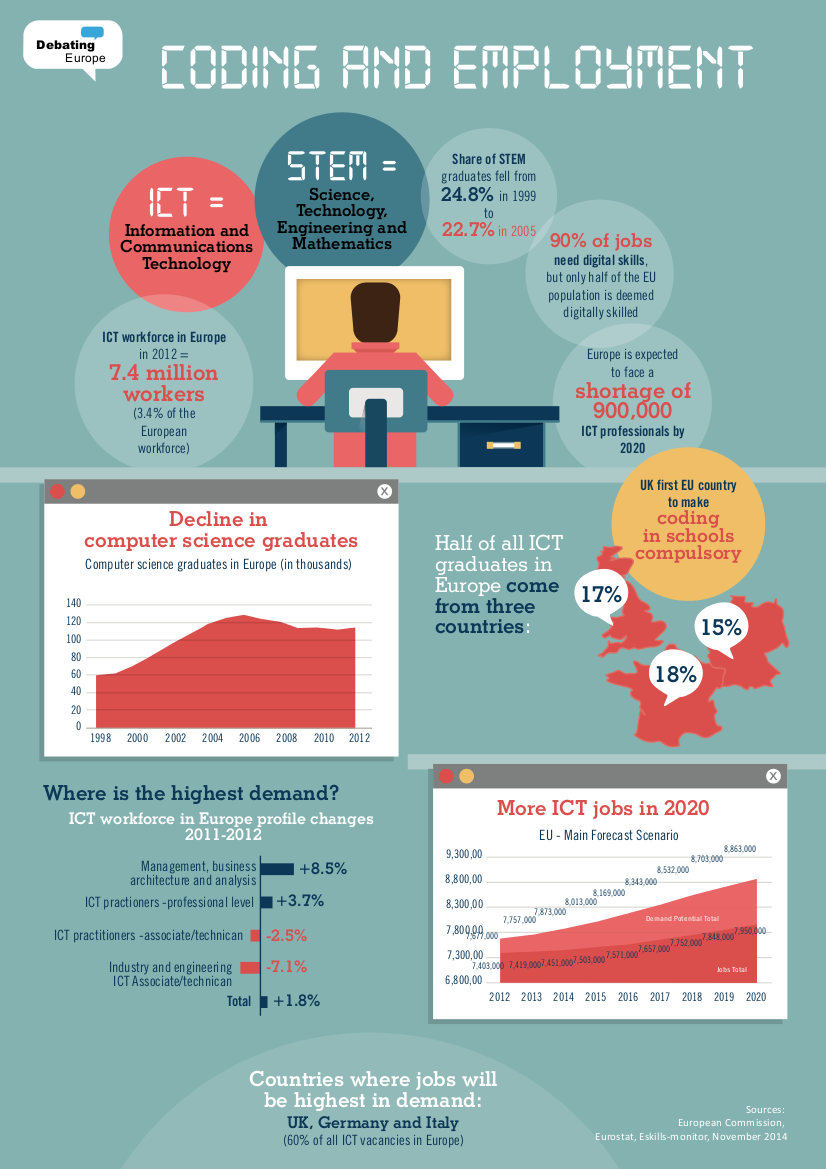 Debating
Europe
CODING AND EMPLOYMENT
ICT =
Information and
Communications
Technology
STEM =
Science,
Technology,
Engineering and
Mathematics
Share of STEM
graduates fell from
24.8% in 1999
to
22.7% in 2005
90% of jobs
need digital skills,
but only half of the EU
population is deemed
digitally skilled
ICT workforce in Europe
in 2012 =
7.4 million
workers
(3.4% of the
European
workforce)
Europe is expected
to face a
shortage of
900,000
ICT professionals by
2020
X
Decline in
computer science graduates
Computer science graduates in Europe (in thousands)
140
120
100
80
60
40
20
0
1998 2000 2002 2004 2006 2008 2010 2012
UK first EU country
to make
coding
in schools
compulsory
Half of all ICT
graduates in
Europe come
from three
countries:
17%
15%
18%
Where is the highest demand?
ICT workforce in Europe profile changes
2011-2012
Management, business
architecture and analysis
+8.5%
ICT practioners -professional level
+3.7%
ICT practitioners -associate/technican
-2.5%
Industry and engineering
ICT Associate/technican
-7.1%
Total
+1.8%
X
More ICT jobs in 2020
EU - Main Forecast Scenario
9,300,00
8,800,00
8,300,00
7,800,00
7,300,00
6,800,00
7,677,000
7,757,000
7,873,000
8,013,000
8,169,000
8,343,000
8,532,000
8,703,000
8,863,000
Demand Potential Total
7,403,000
7,419,000
7,451,000
7,503,000
7,571,000
7,657,000
7,752,000
7,848,000
7,950,000
Jobs Total
2012 2013 2014 2015 2016 2017 2018 2019 2020
Countries where jobs will
be highest in demand:
UK, Germany and Italy
(60% of all ICT vacancies in Europe)
Sources:
European Commission,
Eurostat, Eskills-monitor, November 2014